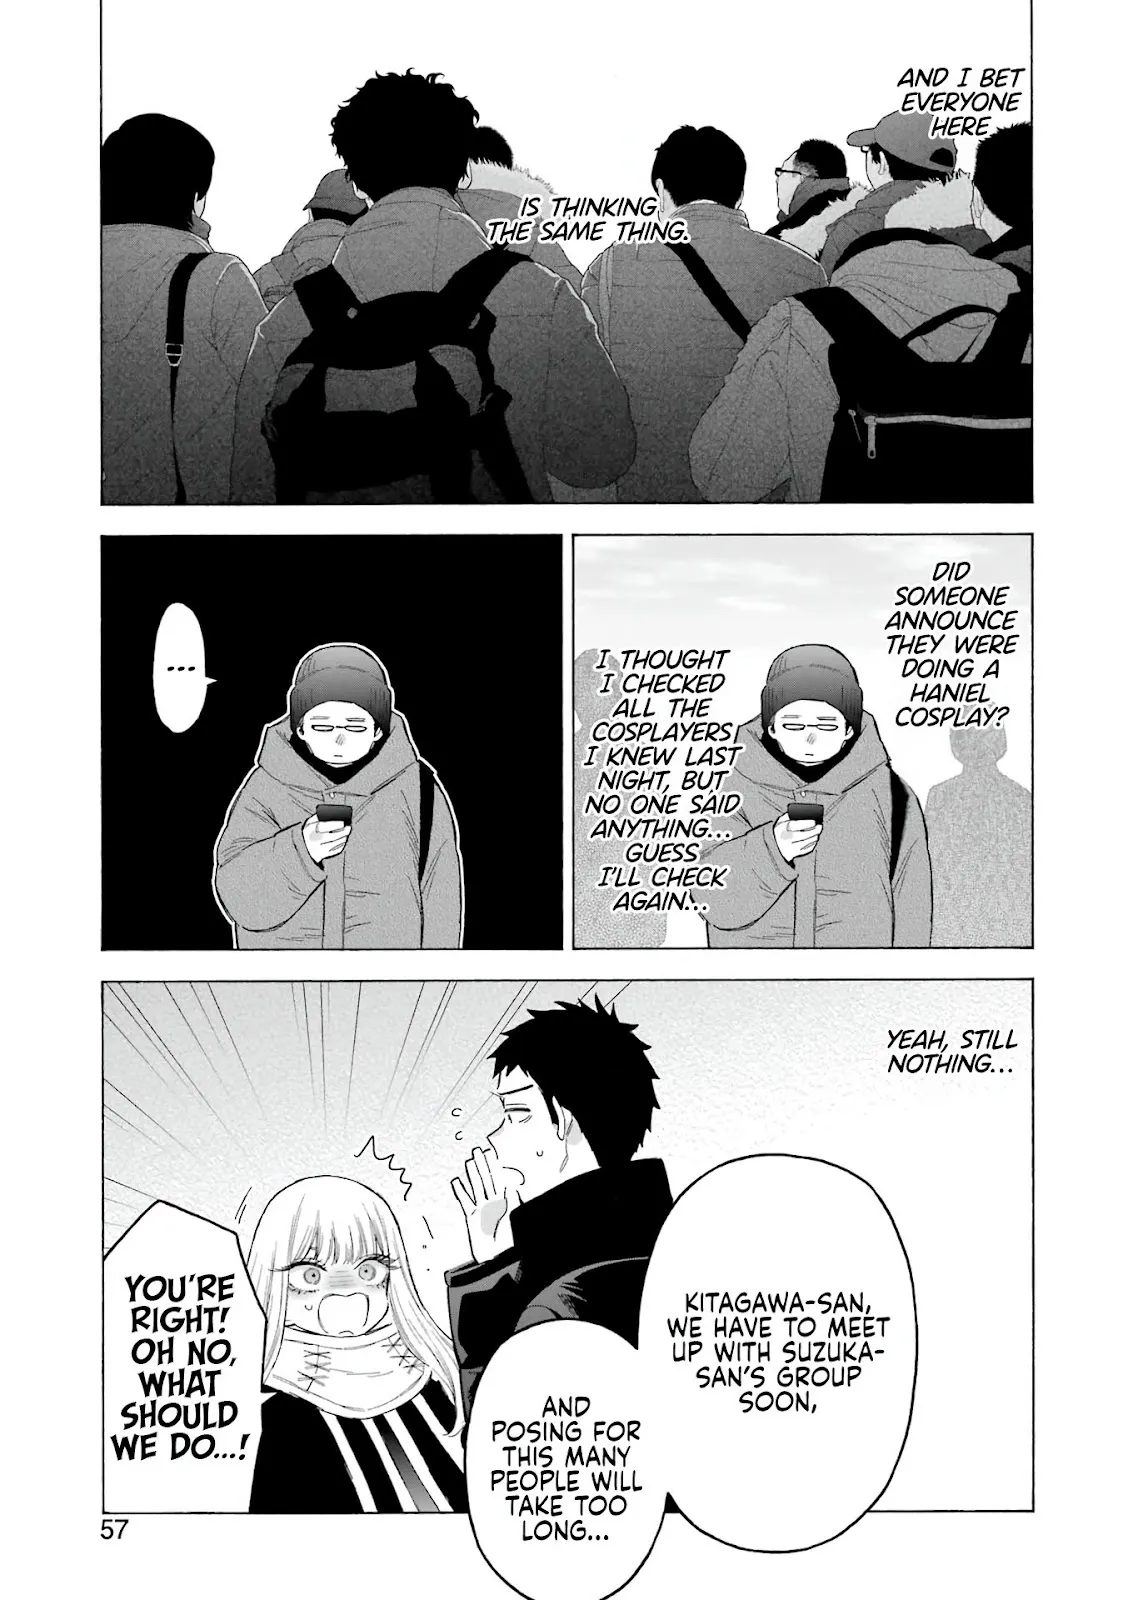 AND I BET
EVERYONE
HERE
IS THINKING
THE SAME THING.
DID
SOMEONE
ANNOUNCE
THEY WERE
DOING A
HANIEL
COSPLAY?
I THOUGHT
I CHECKED
ALL THE
COSPLAYERS
I KNEW LAST
NIGHT, BUT
NO ONE SAID
ANYTHING...
GUESS
I'LL CHECK
AGAIN...
...
YEAH, STILL
NOTHING...
KITAGAWA-SAN,
WE HAVE TO MEET
UP WITH SUZUKA-
SAN'S GROUP
SOON,
AND
POSING FOR
THIS MANY
PEOPLE WILL
TAKE TOO
LONG...
YOU'RE
RIGHT!
OH NO,
WHAT
SHOULD
WE DO...!
57